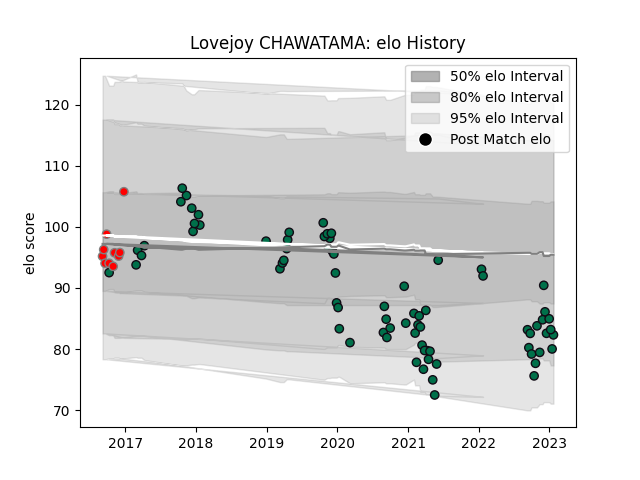 Lovejoy CHAWATAMA: elo History
50% elo Interval
80% elo Interval
95% elo Interval
Post Match elo
elo score
120
110
100
90
80
70
2017
2018
2019
2020
2021
2022
2023